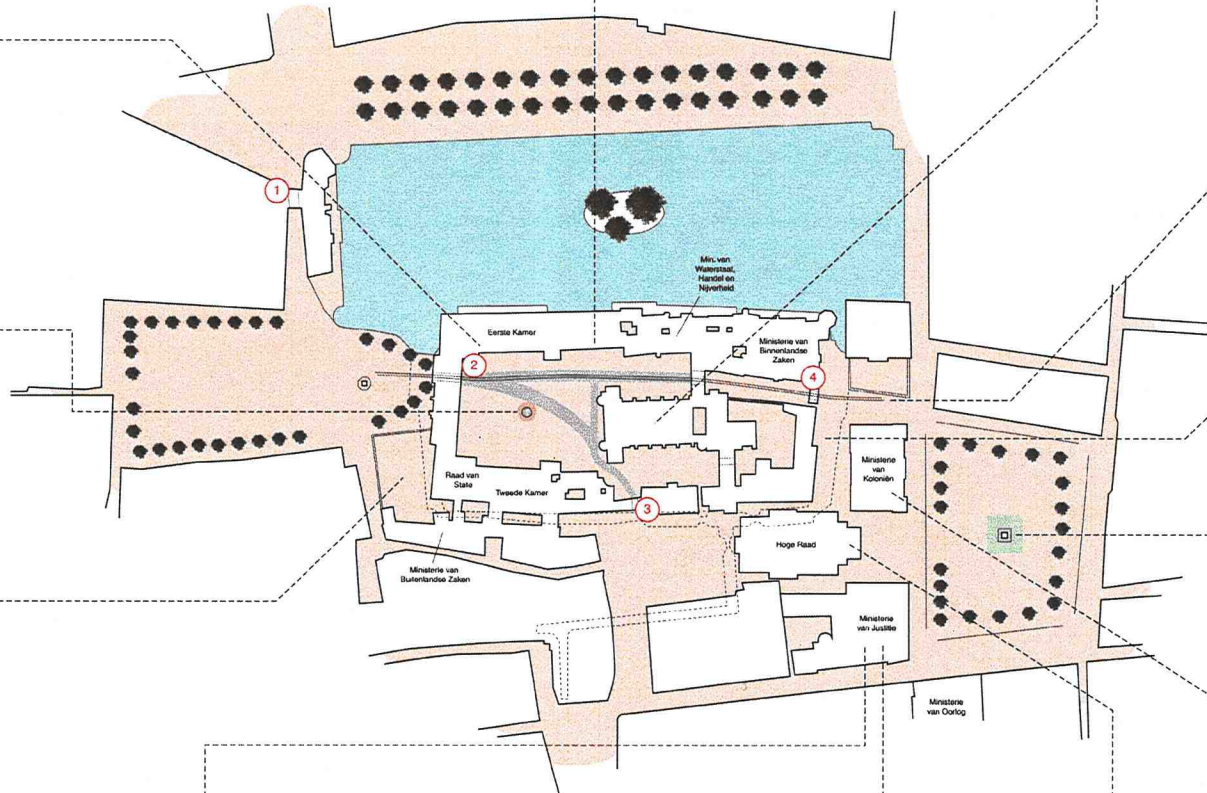 1
Min. van
Waterstaat,
Handel en
Nijverheid
Eerste Kamer
Ministerie van
Binnenlandse
Zaken
2
4
Raad van
State
Tweede Kamer
Ministerie
van
Koloniën
3
Hoge Raad
Ministerie van
Buitenlandse Zaken
Ministerie
van Justitie
Ministerie
van Oorlog